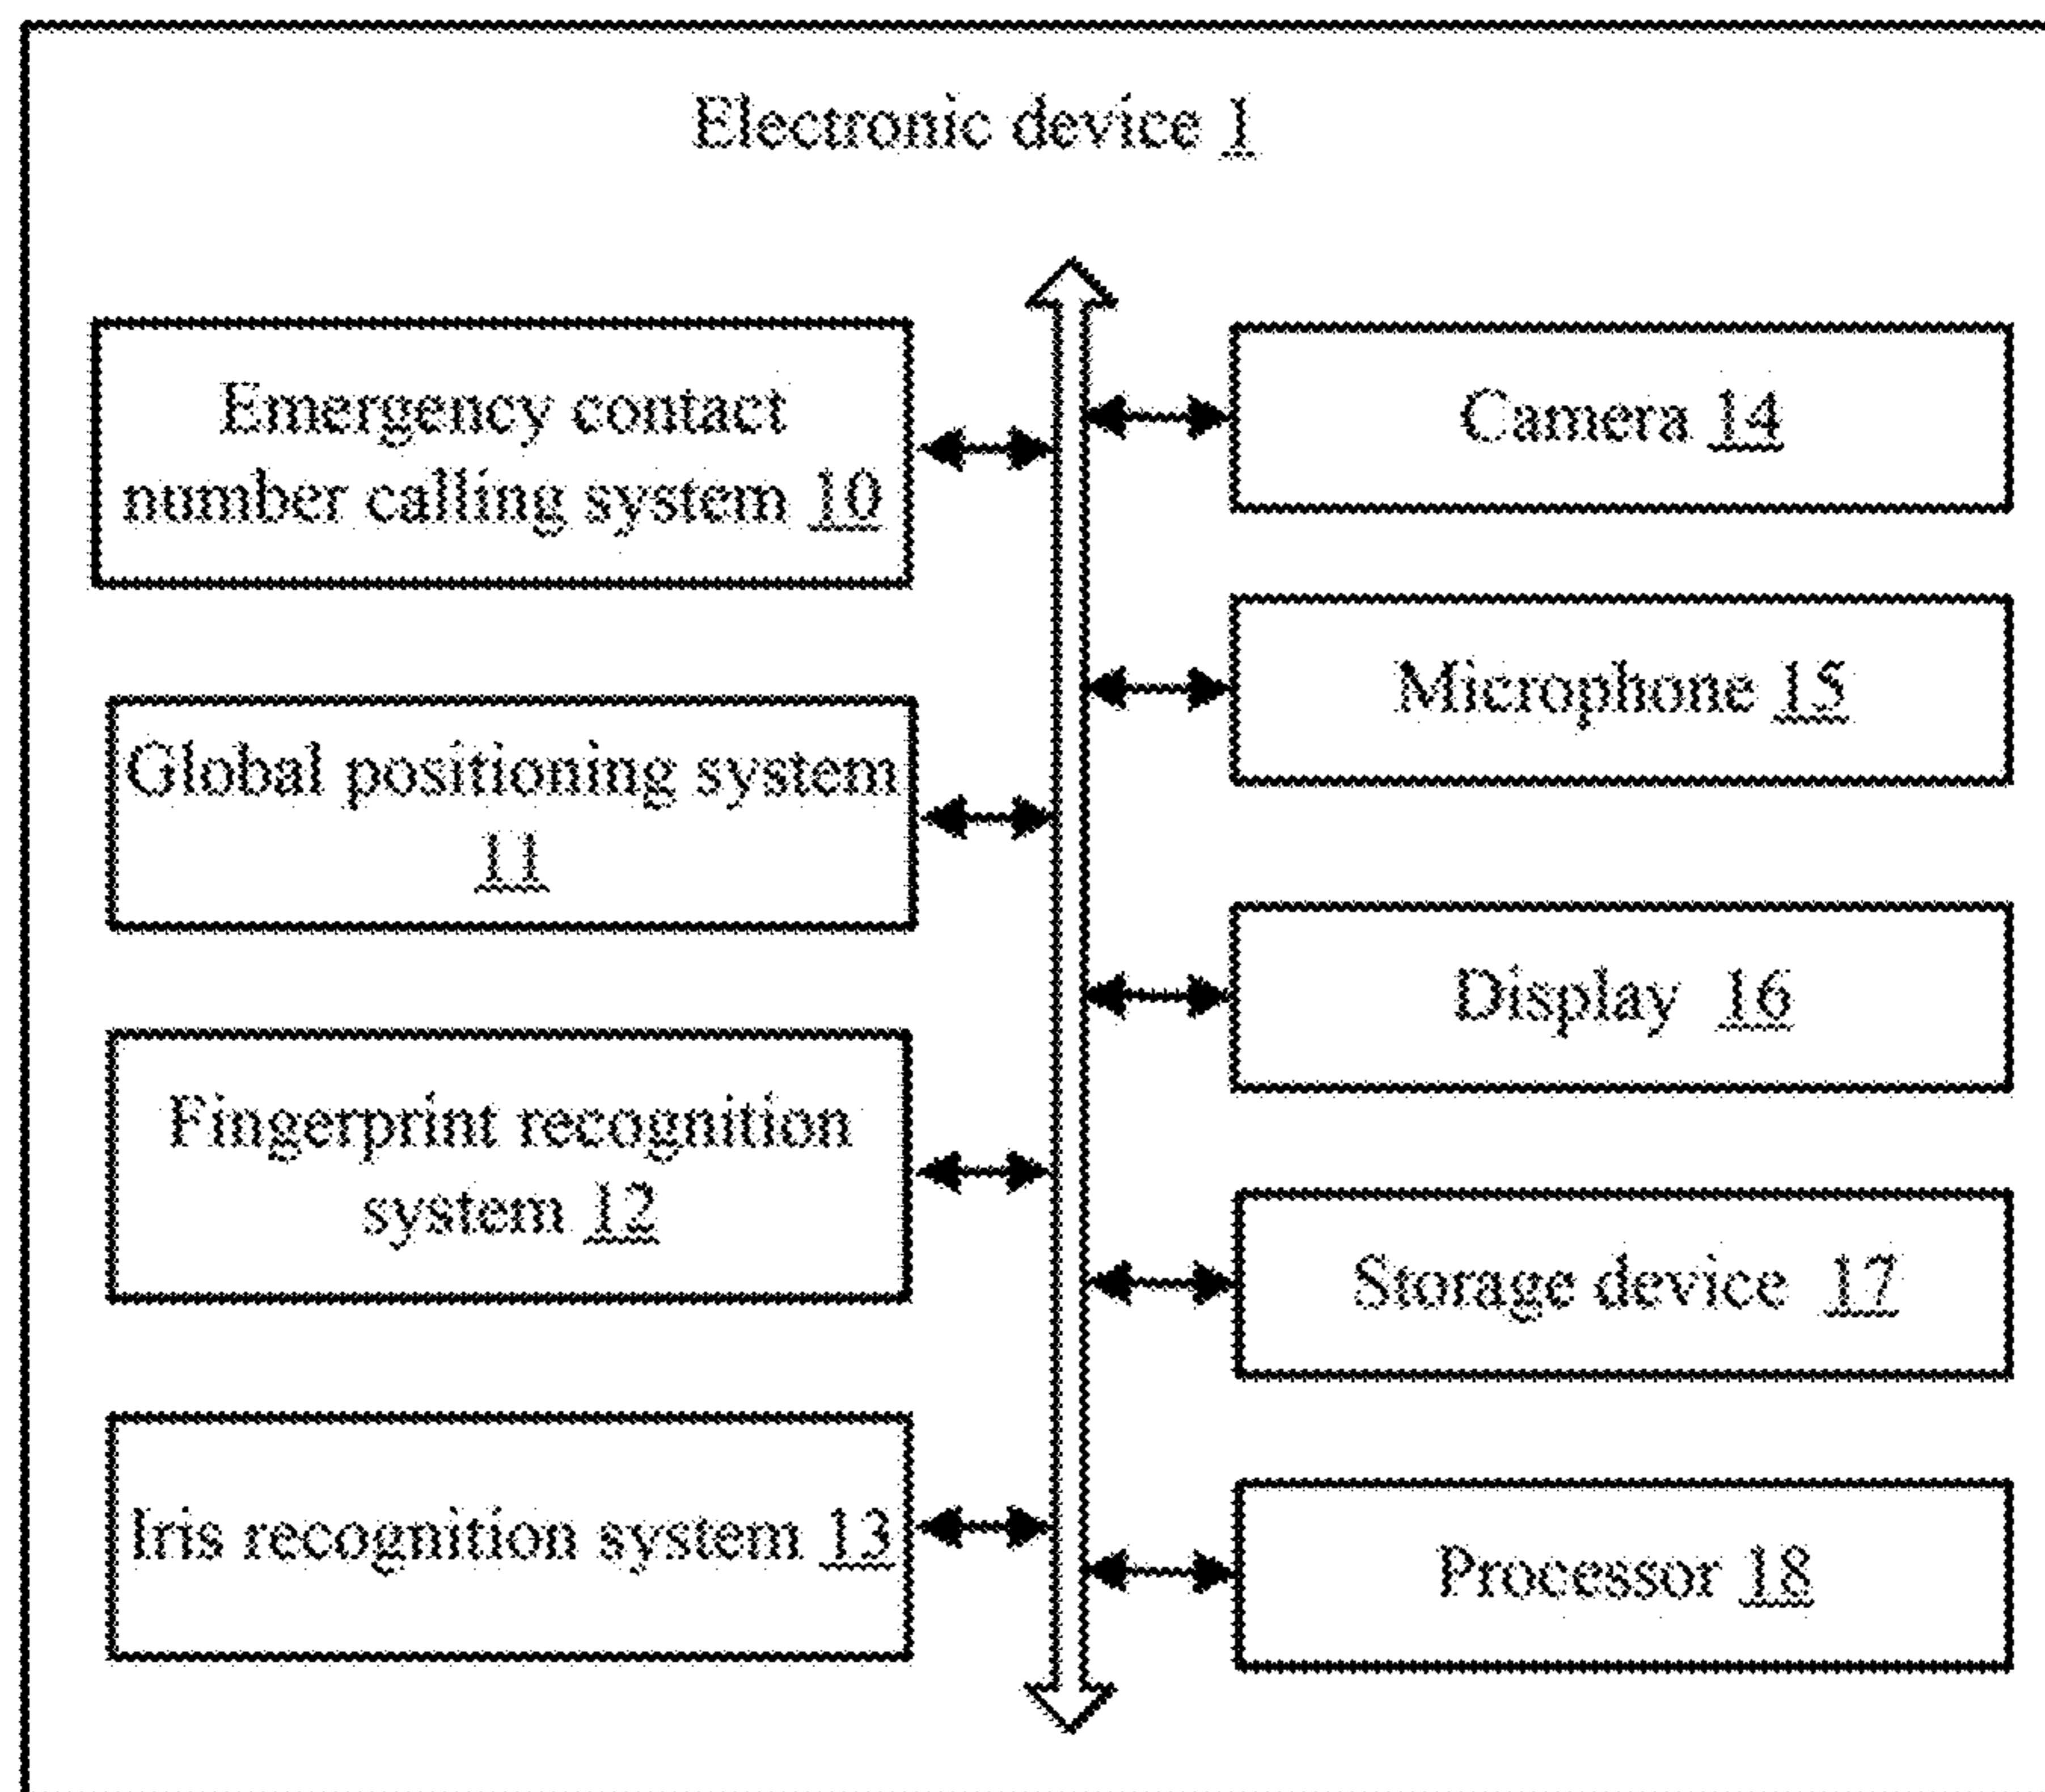 Electronic device 1
Emergency contact
number calling system 10
Global positioning system
11
Fingerprint recognition
system 12
Iris recognition system 13
Camera 14
Microphone 15
Display 16
Storage device 17
Processor 18